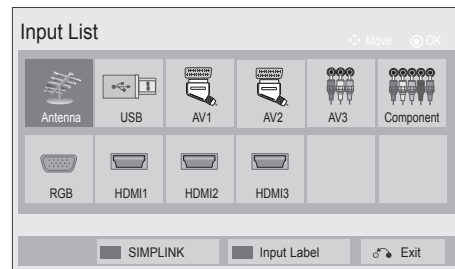 Input List
Move OK
Antenna USB AV1 AV2 AV3 Component
RGB HDMI1 HDMI2 HDMI3
SIMPLINK Input Label Exit